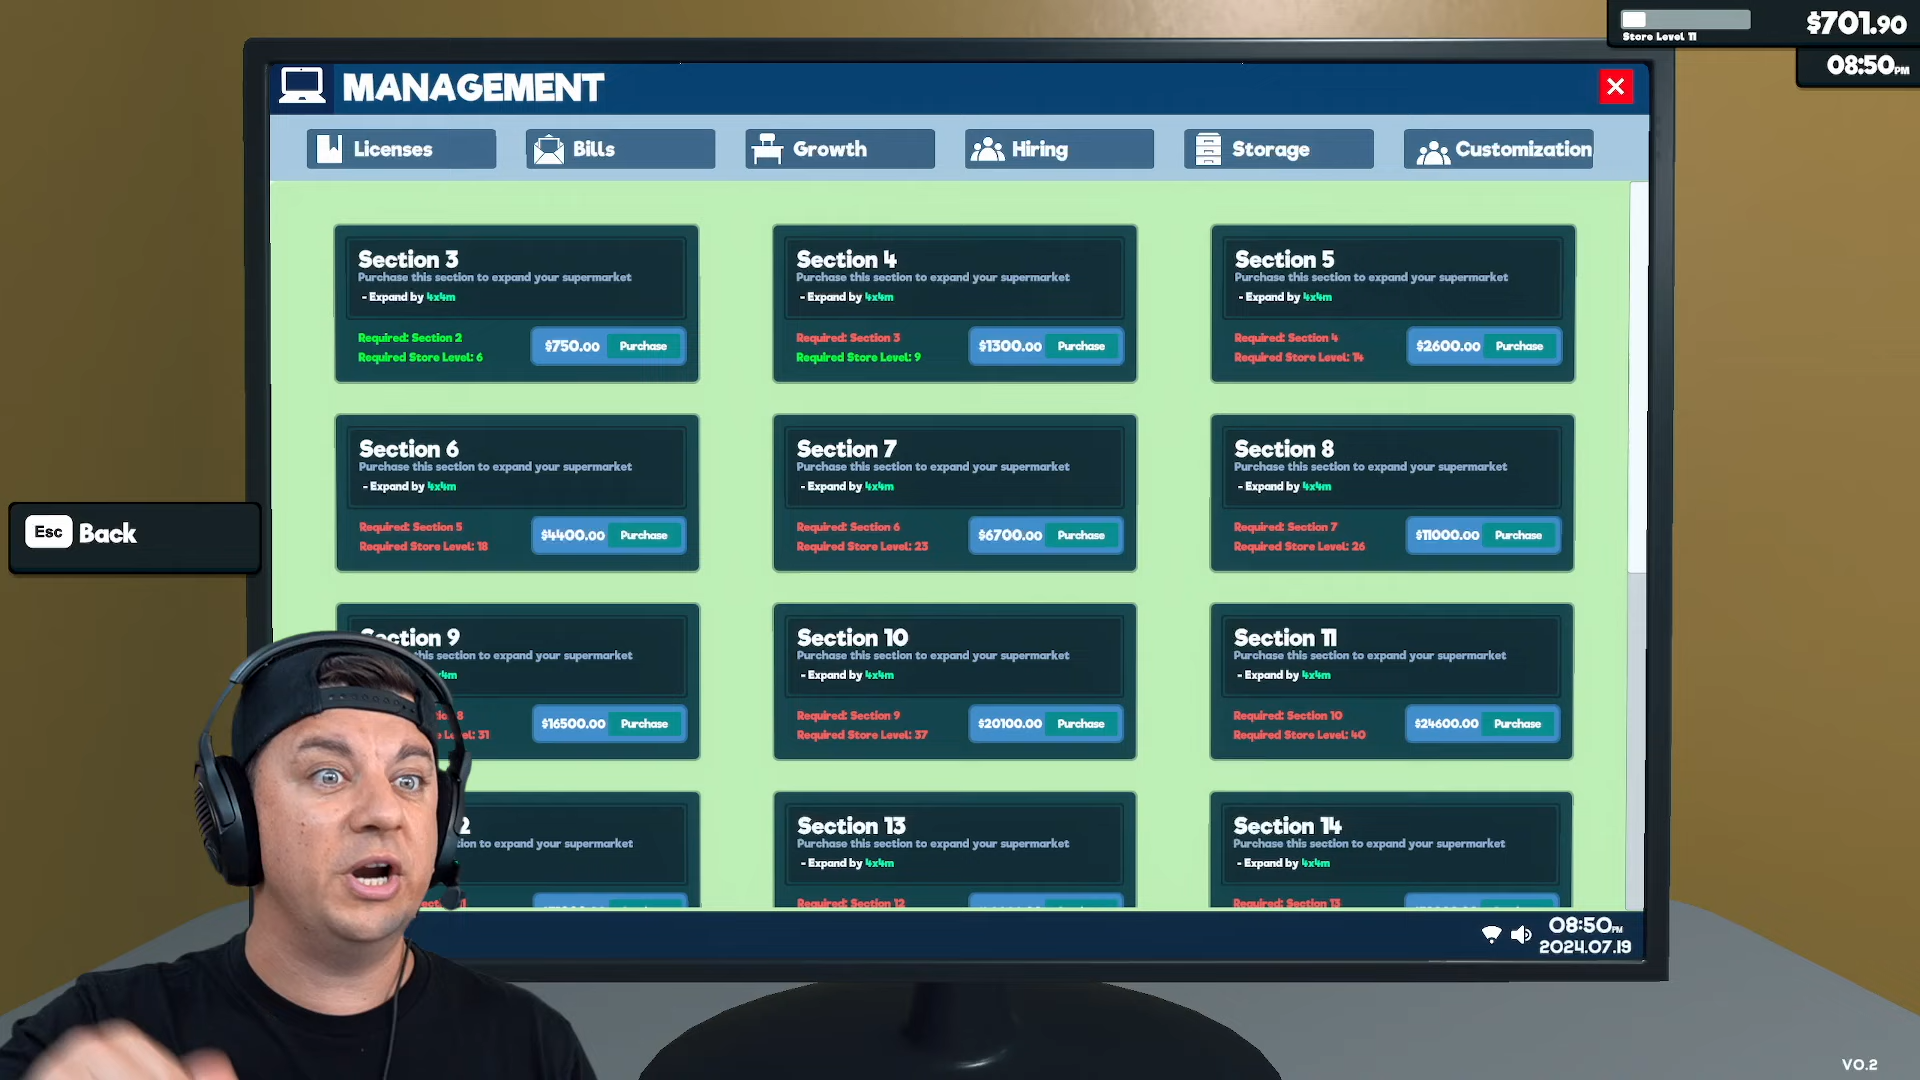 $701.90
Store Level 11
08:50PM
MANAGEMENT
Licenses
Bills
Growth
Hiring
Storage
Customization
Section 3
Purchase this section to expand your supermarket
- Expand by 4x4m
Required: Section 2
Required Store Level: 6
$750.00 Purchase
Section 4
Purchase this section to expand your supermarket
- Expand by 4x4m
Required: Section 3
Required Store Level: 9
$1300.00 Purchase
Section 5
Purchase this section to expand your supermarket
- Expand by 4x4m
Required: Section 4
Required Store Level: 14
$2600.00 Purchase
Section 6
Purchase this section to expand your supermarket
- Expand by 4x4m
Required: Section 5
Required Store Level: 18
$4400.00 Purchase
Section 7
Purchase this section to expand your supermarket
- Expand by 4x4m
Required: Section 6
Required Store Level: 23
$6700.00 Purchase
Section 8
Purchase this section to expand your supermarket
- Expand by 4x4m
Required: Section 7
Required Store Level: 26
$11000.00 Purchase
Esc Back
Section 9
this section to expand your supermarket
4x4m
8
31
$16500.00 Purchase
Section 10
Purchase this section to expand your supermarket
- Expand by 4x4m
Required: Section 9
Required Store Level: 37
$20100.00 Purchase
Section 11
Purchase this section to expand your supermarket
- Expand by 4x4m
Required: Section 10
Required Store Level: 40
$24600.00 Purchase
2
to expand your supermarket
Section 13
Purchase this section to expand your supermarket
- Expand by 4x4m
Required: Section 12
Section 14
Purchase this section to expand your supermarket
- Expand by 4x4m
Required: Section 13
08:50PM
2024.07.19
V0.2